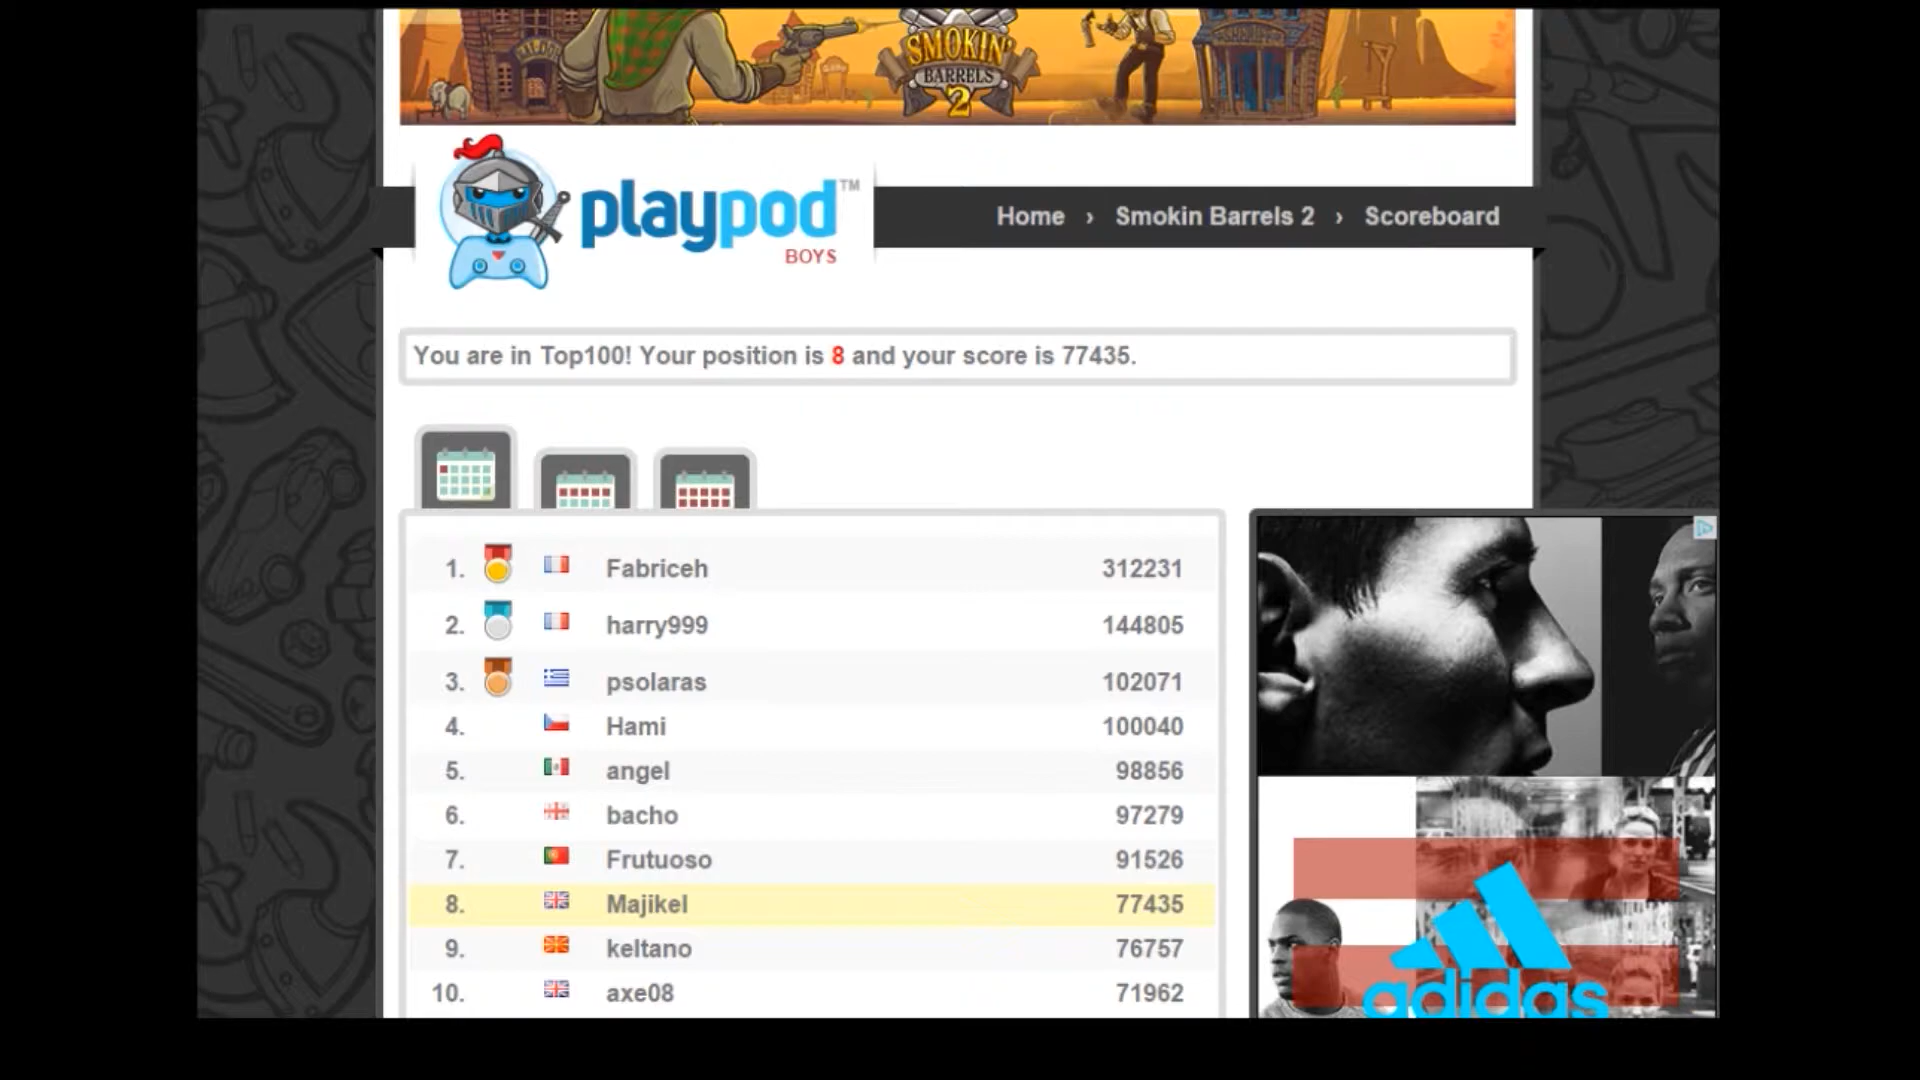 SALOON
SMOKIN'
BARRELS
2
playpod™
BOYS
Home › Smokin Barrels 2 › Scoreboard
You are in Top100! Your position is 8 and your score is 77435.
1. Fabriceh 312231
2. harry999 144805
3. psolaras 102071
4. Hami 100040
5. angel 98856
6. bacho 97279
7. Frutuoso 91526
8. Majikel 77435
9. keltano 76757
10. axe08 71962
adidas